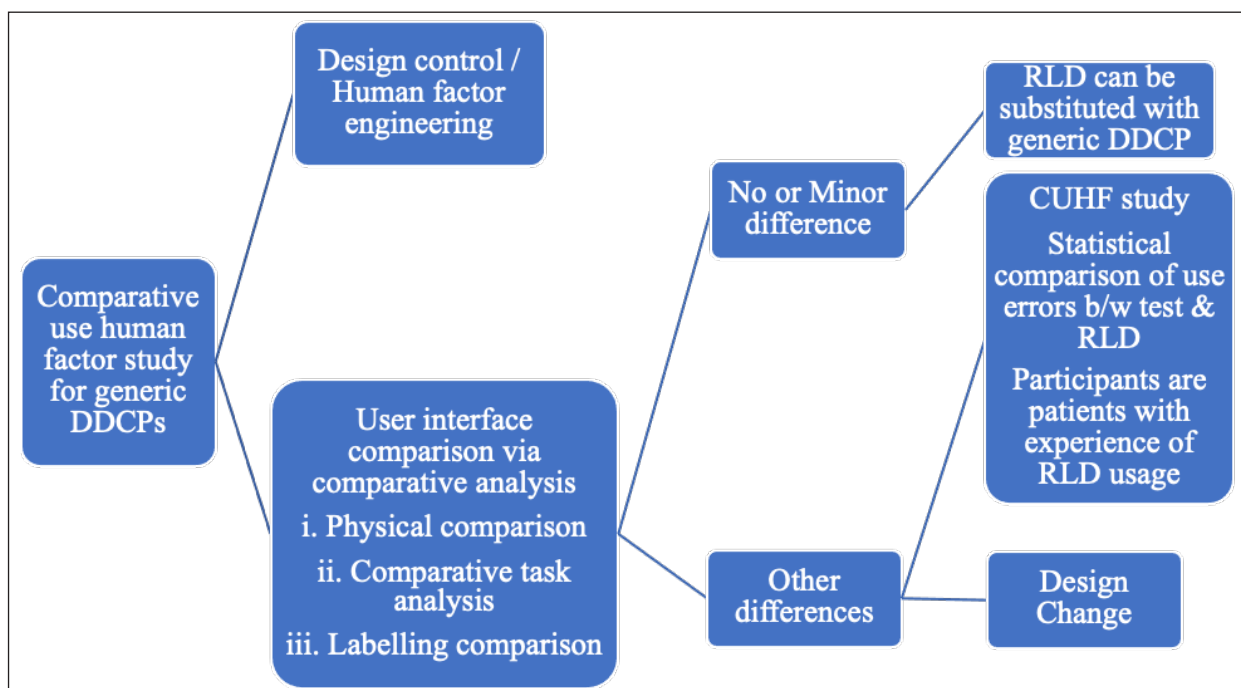 Comparative
use human
factor study
for generic
DDCPs
Design control /
Human factor
engineering
User interface
comparison via
comparative analysis
i. Physical comparison
ii. Comparative task
analysis
iii. Labelling comparison
No or Minor
difference
Other
differences
RLD can be
substituted with
generic DDCP
CUHF study
Statistical
comparison of use
errors b/w test &
RLD
Participants are
patients with
experience of
RLD usage
Design
Change